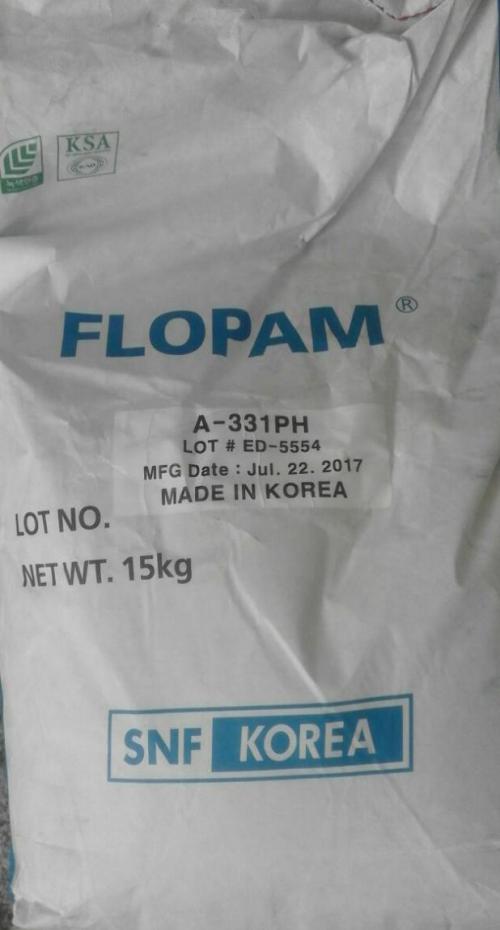 KSA
FLOPAM ®
A-331PH
LOT # ED-5554
MFG Date : Jul. 22. 2017
MADE IN KOREA
LOT NO.
NET WT. 15kg
SNF KOREA